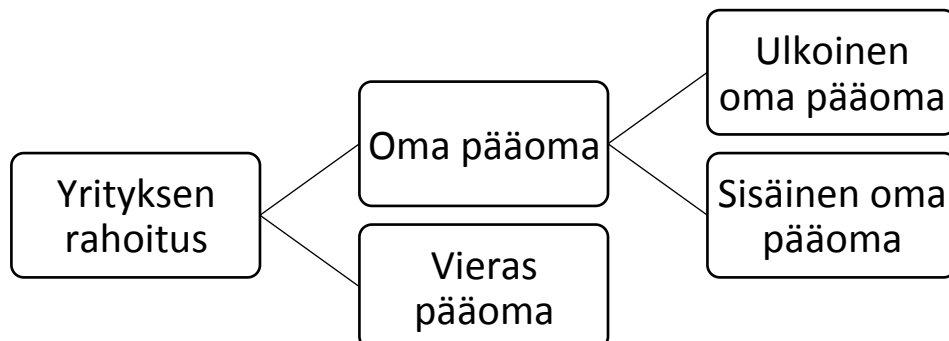 Yrityksen
rahoitus
Oma pääoma
Vieras
pääoma
Ulkoinen
oma pääoma
Sisäinen oma
pääoma